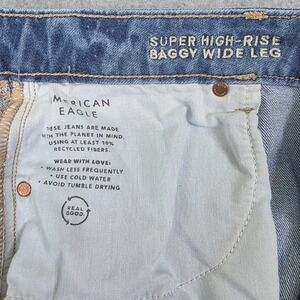 SUPER HIGH-RISE
BAGGY WIDE LEG
MERICAN
EAGLE
ESE JEANS ARE MADE
WITH THE PLANET IN MIND,
USING AT LEAST 10%
RECYCLED FIBERS.
WEAR WITH LOVE:
• WASH LESS FREQUENTLY
• USE COLD WATER
• AVOID TUMBLE DRYING
REAL
GOOD.